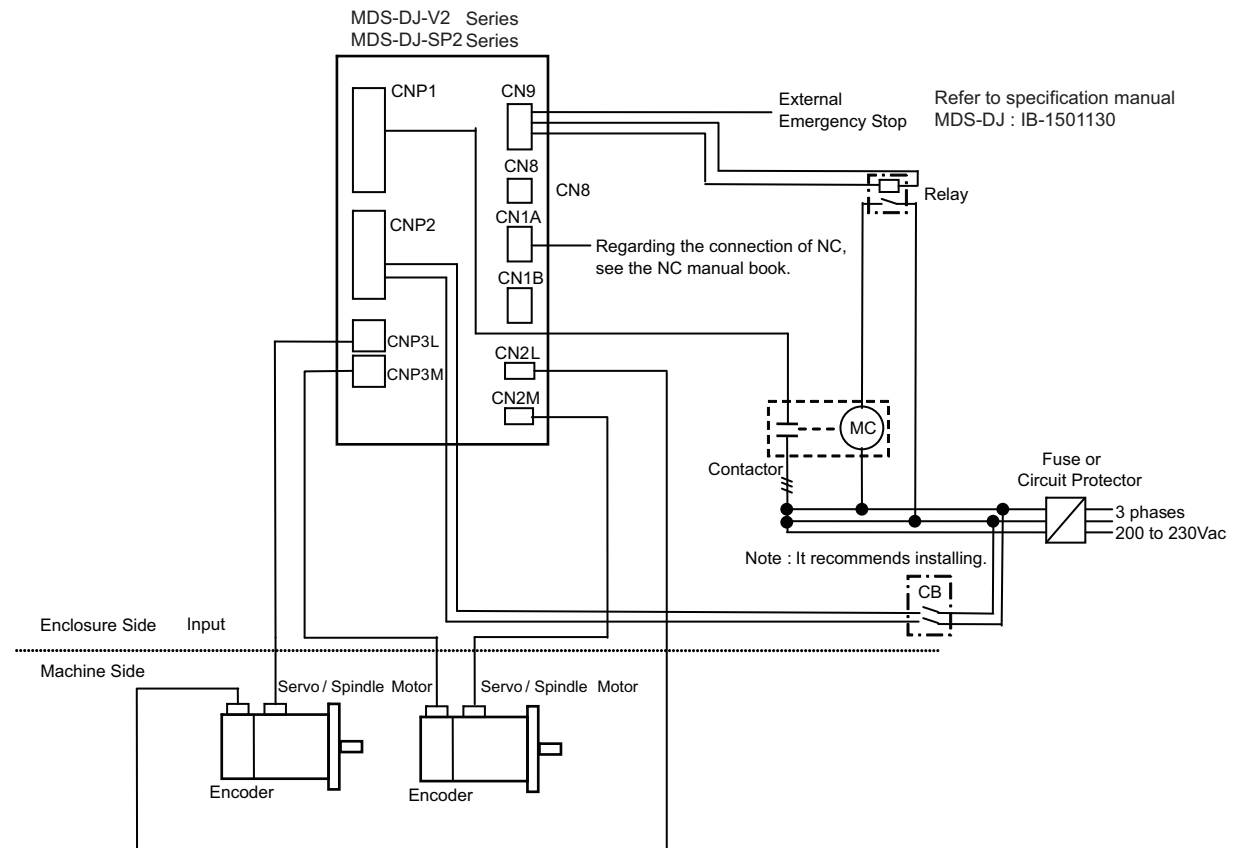 MDS-DJ-V2 Series
MDS-DJ-SP2 Series
CNP1
CN9
External
Emergency Stop
Refer to specification manual
MDS-DJ : IB-1501130
CN8
CN8
Relay
CNP2
CN1A
Regarding the connection of NC,
see the NC manual book.
CN1B
CNP3L
CN2L
CNP3M
CN2M
MC
Contactor
Fuse or
Circuit Protector
3 phases
200 to 230Vac
Note : It recommends installing.
CB
Enclosure Side Input
Machine Side
Servo / Spindle Motor
Servo / Spindle Motor
Encoder
Encoder